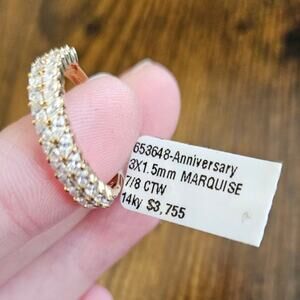 653648-Anniversary
3X1.5mm MARQUISE
7/8 CTW
14ky $3,755